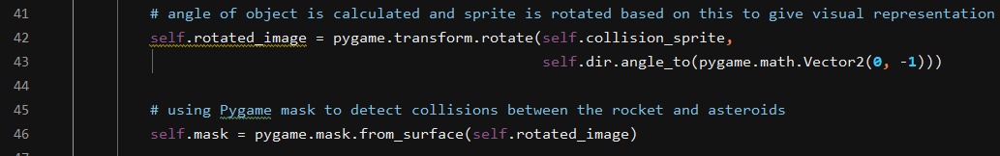 41 # angle of object is calculated and sprite is rotated based on this to give visual representation
42 self.rotated_image = pygame.transform.rotate(self.collision_sprite,
43 self.dir.angle_to(pygame.math.Vector2(0, -1)))
44
45 # using Pygame mask to detect collisions between the rocket and asteroids
46 self.mask = pygame.mask.from_surface(self.rotated_image)